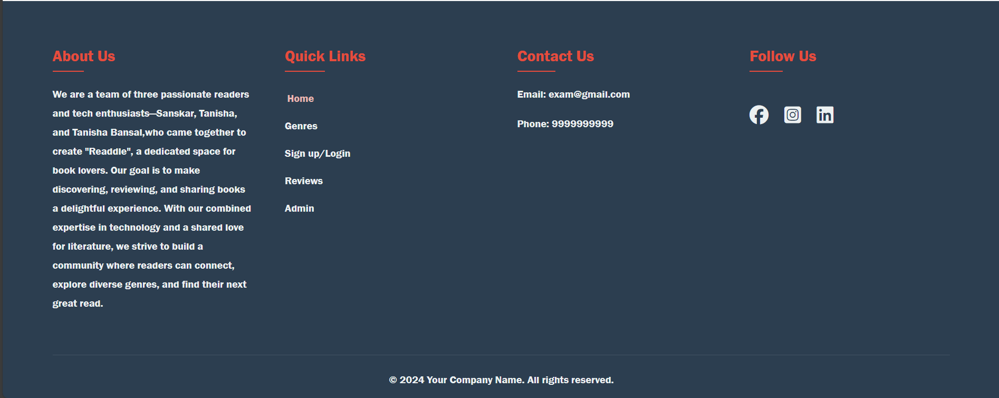 About Us
We are a team of three passionate readers
and tech enthusiasts—Sanskar, Tanisha,
and Tanisha Bansal,who came together to
create "Readdle", a dedicated space for
book lovers. Our goal is to make
discovering, reviewing, and sharing books
a delightful experience. With our combined
expertise in technology and a shared love
for literature, we strive to build a
community where readers can connect,
explore diverse genres, and find their next
great read.
Quick Links
Home
Genres
Sign up/Login
Reviews
Admin
Contact Us
Email: exam@gmail.com
Phone: 9999999999
Follow Us
in
© 2024 Your Company Name. All rights reserved.